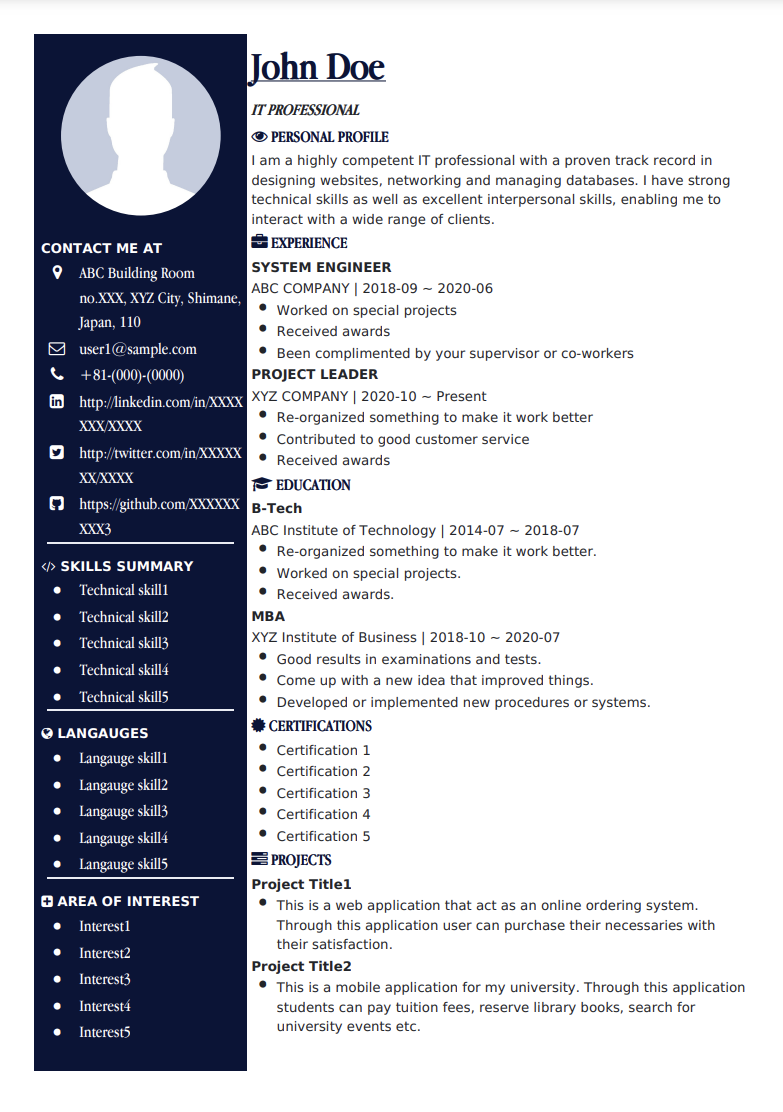 CONTACT ME AT
ABC Building Room
no.XXX, XYZ City, Shimane,
Japan, 110
user1@sample.com
+81-(000)-(0000)
http://linkedin.com/in/XXXX
XXX/XXXX
http://twitter.com/in/XXXXX
XX/XXXX
https://github.com/XXXXXX
XXX3
SKILLS SUMMARY
Technical skill1
Technical skill2
Technical skill3
Technical skill4
Technical skill5
LANGAUGES
Langauge skill1
Langauge skill2
Langauge skill3
Langauge skill4
Langauge skill5
AREA OF INTEREST
Interest1
Interest2
Interest3
Interest4
Interest5
John Doe
IT PROFESSIONAL
PERSONAL PROFILE
I am a highly competent IT professional with a proven track record in
designing websites, networking and managing databases. I have strong
technical skills as well as excellent interpersonal skills, enabling me to
interact with a wide range of clients.
EXPERIENCE
SYSTEM ENGINEER
ABC COMPANY | 2018-09 ~ 2020-06
Worked on special projects
Received awards
Been complimented by your supervisor or co-workers
PROJECT LEADER
XYZ COMPANY | 2020-10 ~ Present
Re-organized something to make it work better
Contributed to good customer service
Received awards
EDUCATION
B-Tech
ABC Institute of Technology | 2014-07 ~ 2018-07
Re-organized something to make it work better.
Worked on special projects.
Received awards.
MBA
XYZ Institute of Business | 2018-10 ~ 2020-07
Good results in examinations and tests.
Come up with a new idea that improved things.
Developed or implemented new procedures or systems.
CERTIFICATIONS
Certification 1
Certification 2
Certification 3
Certification 4
Certification 5
PROJECTS
Project Title1
This is a web application that act as an online ordering system.
Through this application user can purchase their necessaries with
their satisfaction.
Project Title2
This is a mobile application for my university. Through this application
students can pay tuition fees, reserve library books, search for
university events etc.